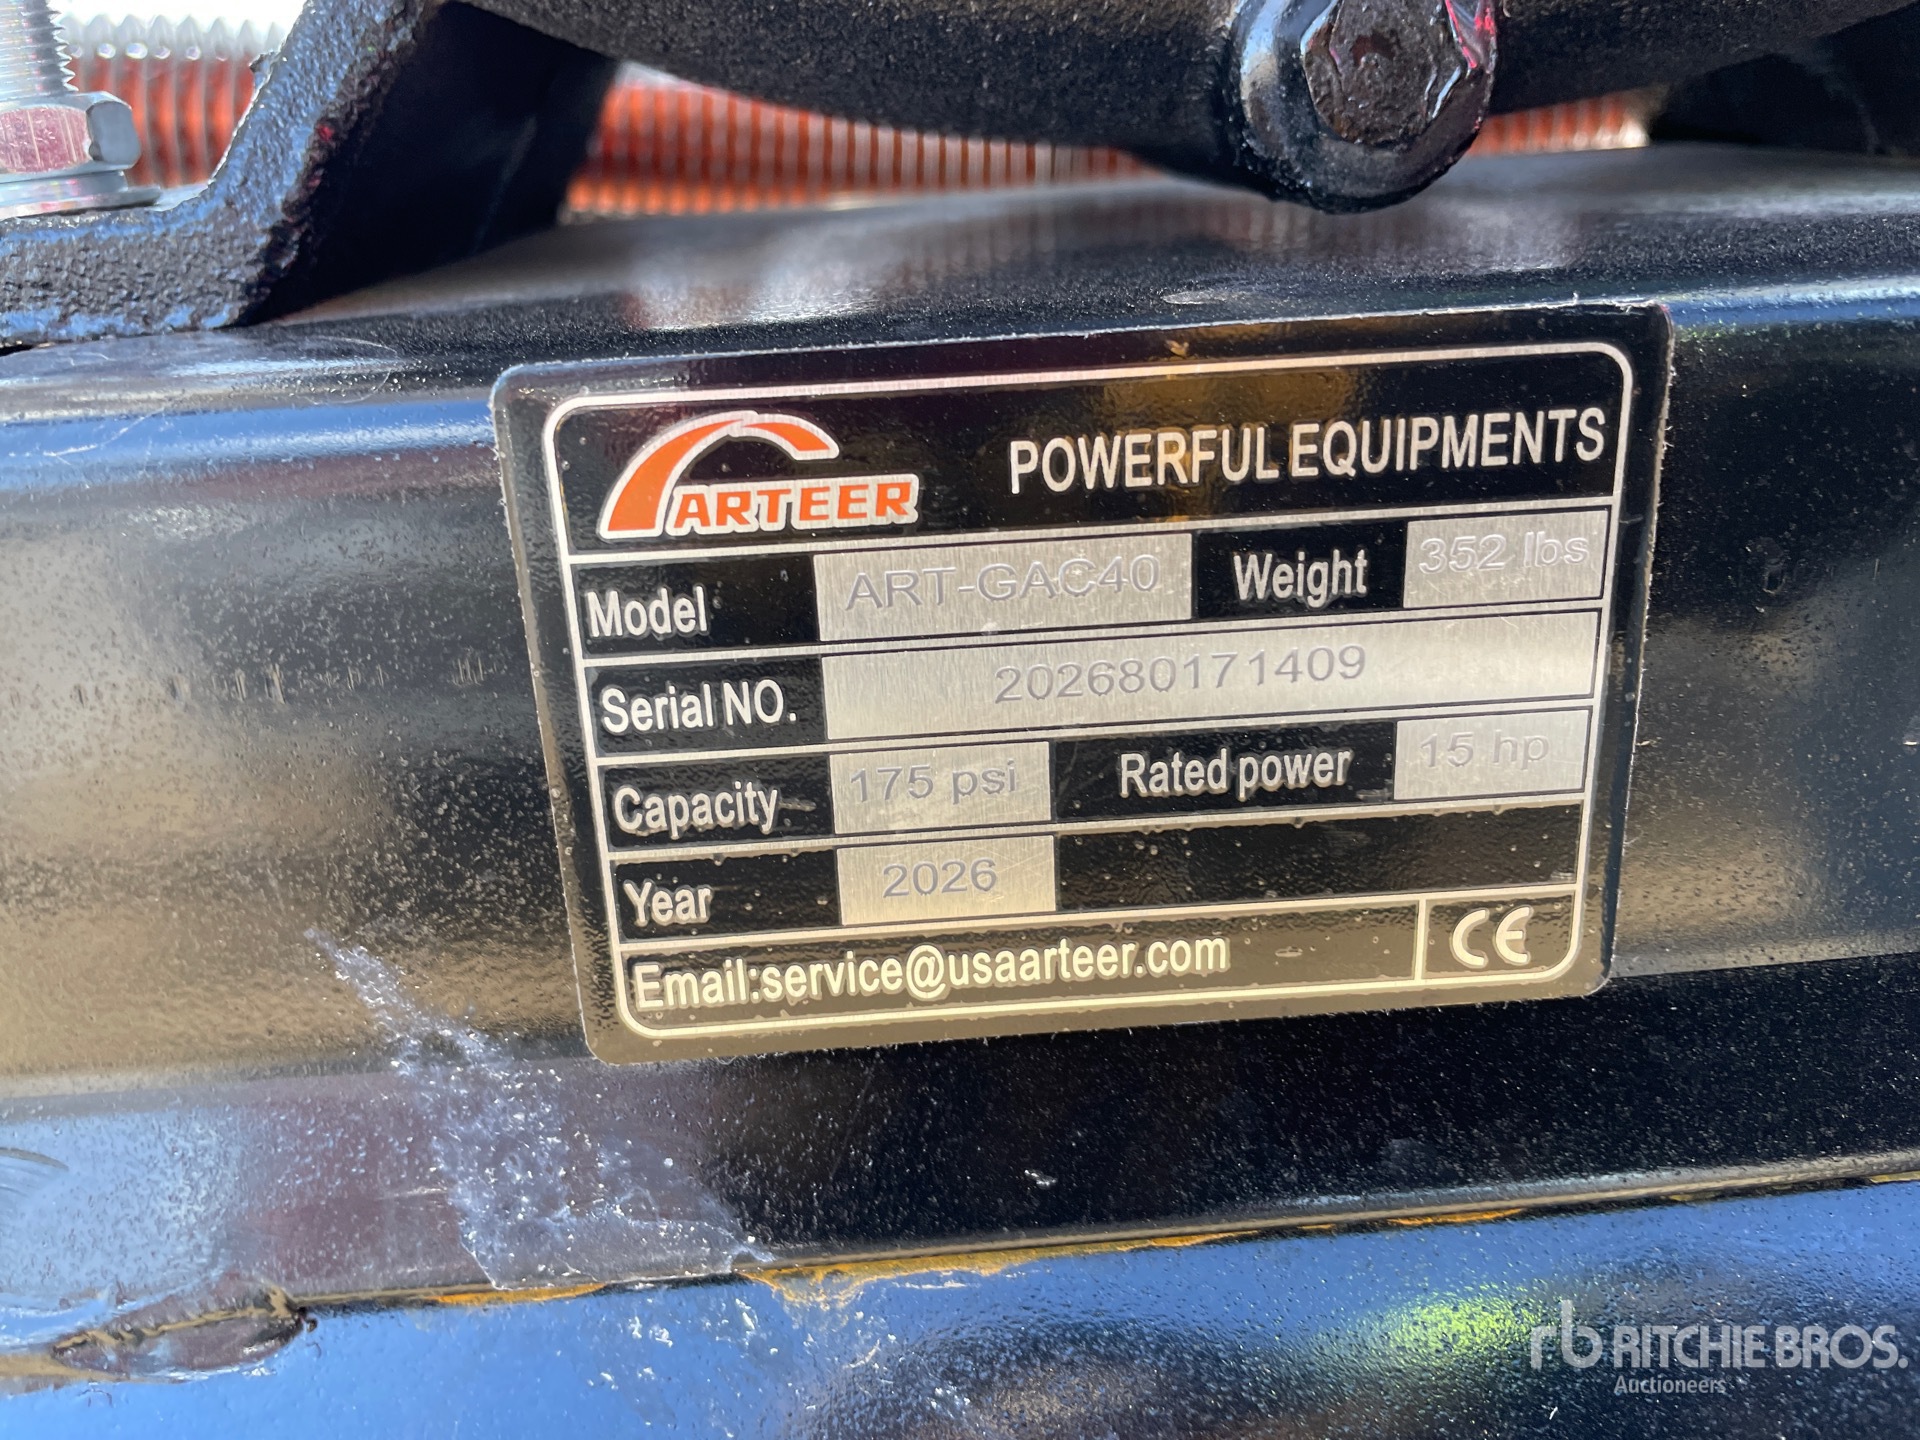 ARTEER POWERFUL EQUIPMENTS
Model ART-GAC40 Weight 352 lbs
Serial NO. 202680171409
Capacity 175 psi Rated power 15 hp
Year 2026
Email:service@usaarteer.com CE
rb RITCHIE BROS.
Auctioneers